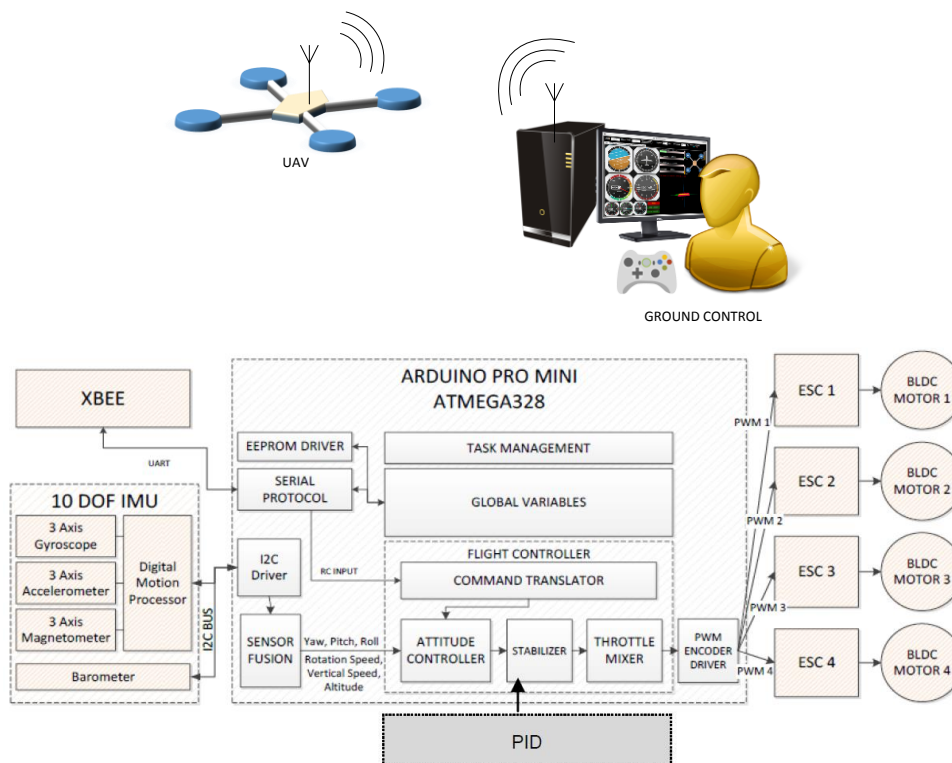 UAV
GROUND CONTROL
XBEE
UART
10 DOF IMU
3 Axis
Gyroscope
3 Axis
Accelerometer
3 Axis
Magnetometer
Digital
Motion
Processor
Barometer
I2C BUS
ARDUINO PRO MINI
ATMEGA328
EEPROM DRIVER
SERIAL
PROTOCOL
TASK MANAGEMENT
GLOBAL VARIABLES
I2C
Driver
RC INPUT
FLIGHT CONTROLLER
COMMAND TRANSLATOR
SENSOR
FUSION
Yaw, Pitch, Roll
Rotation Speed,
Vertical Speed,
Altitude
ATTITUDE
CONTROLLER
STABILIZER
THROTTLE
MIXER
PWM
ENCODER
DRIVER
PID
PWM 1
PWM 2
PWM 3
PWM 4
ESC 1
BLDC
MOTOR 1
ESC 2
BLDC
MOTOR 2
ESC 3
BLDC
MOTOR 3
ESC 4
BLDC
MOTOR 4